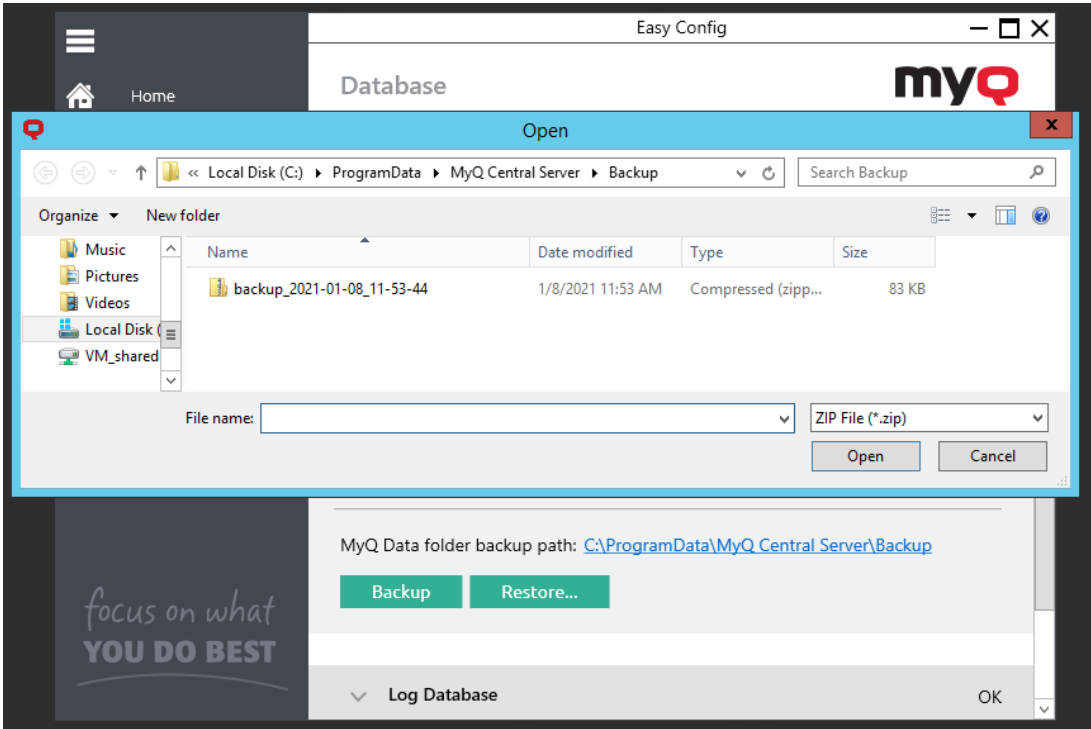 Easy Config
Home
Database
myQ
Open
« Local Disk (C:) ProgramData MyQ Central Server Backup
Search Backup
Organize New folder
Music
Pictures
Videos
Local Disk (
VM_shared
Name Date modified Type Size
backup_2021-01-08_11-53-44 1/8/2021 11:53 AM Compressed (zipp... 83 KB
File name: ZIP File (*.zip)
Open Cancel
MyQ Data folder backup path: C:\ProgramData\MyQ Central Server\Backup
Backup Restore...
focus on what
YOU DO BEST
Log Database OK